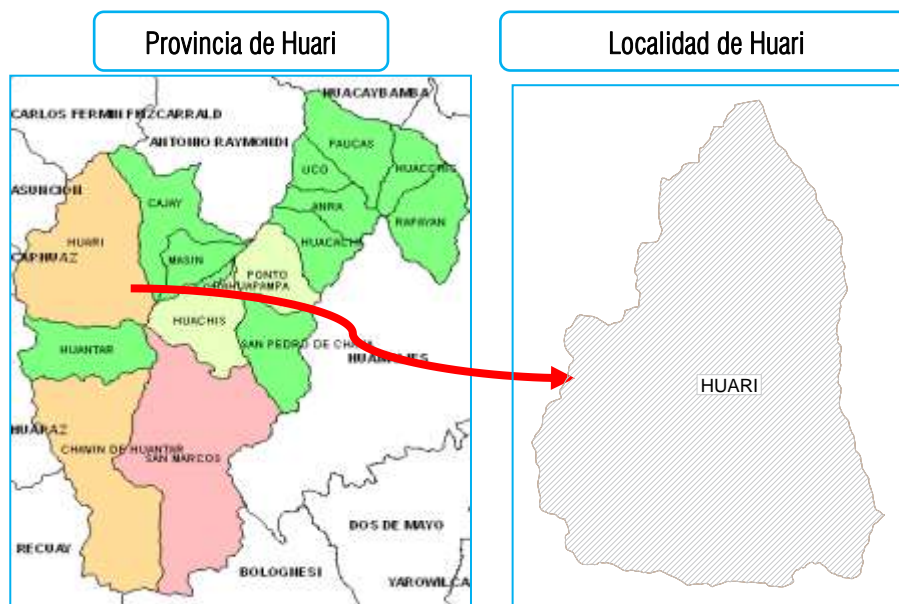 Provincia de Huari
Localidad de Huari
HUACAYBAMBA
CARLOS FERMIN FRIZCARRALD
ANTONIO RAYMONDI
PAUCAS
UCO
ASUNCION
CAJAY
ANRA
RAPAYAN
HUARI
HUACACHI
CARHUAZ
MASIN
PONTO
HUACHIS
SAN PEDRO DE CHANA
HUANTAR
HUARI
HUARAZ
CHAVIN DE HUANTAR
SAN MARCOS
DOS DE MAYO
RECUAY
BOLOGNESI
YAROWILCA